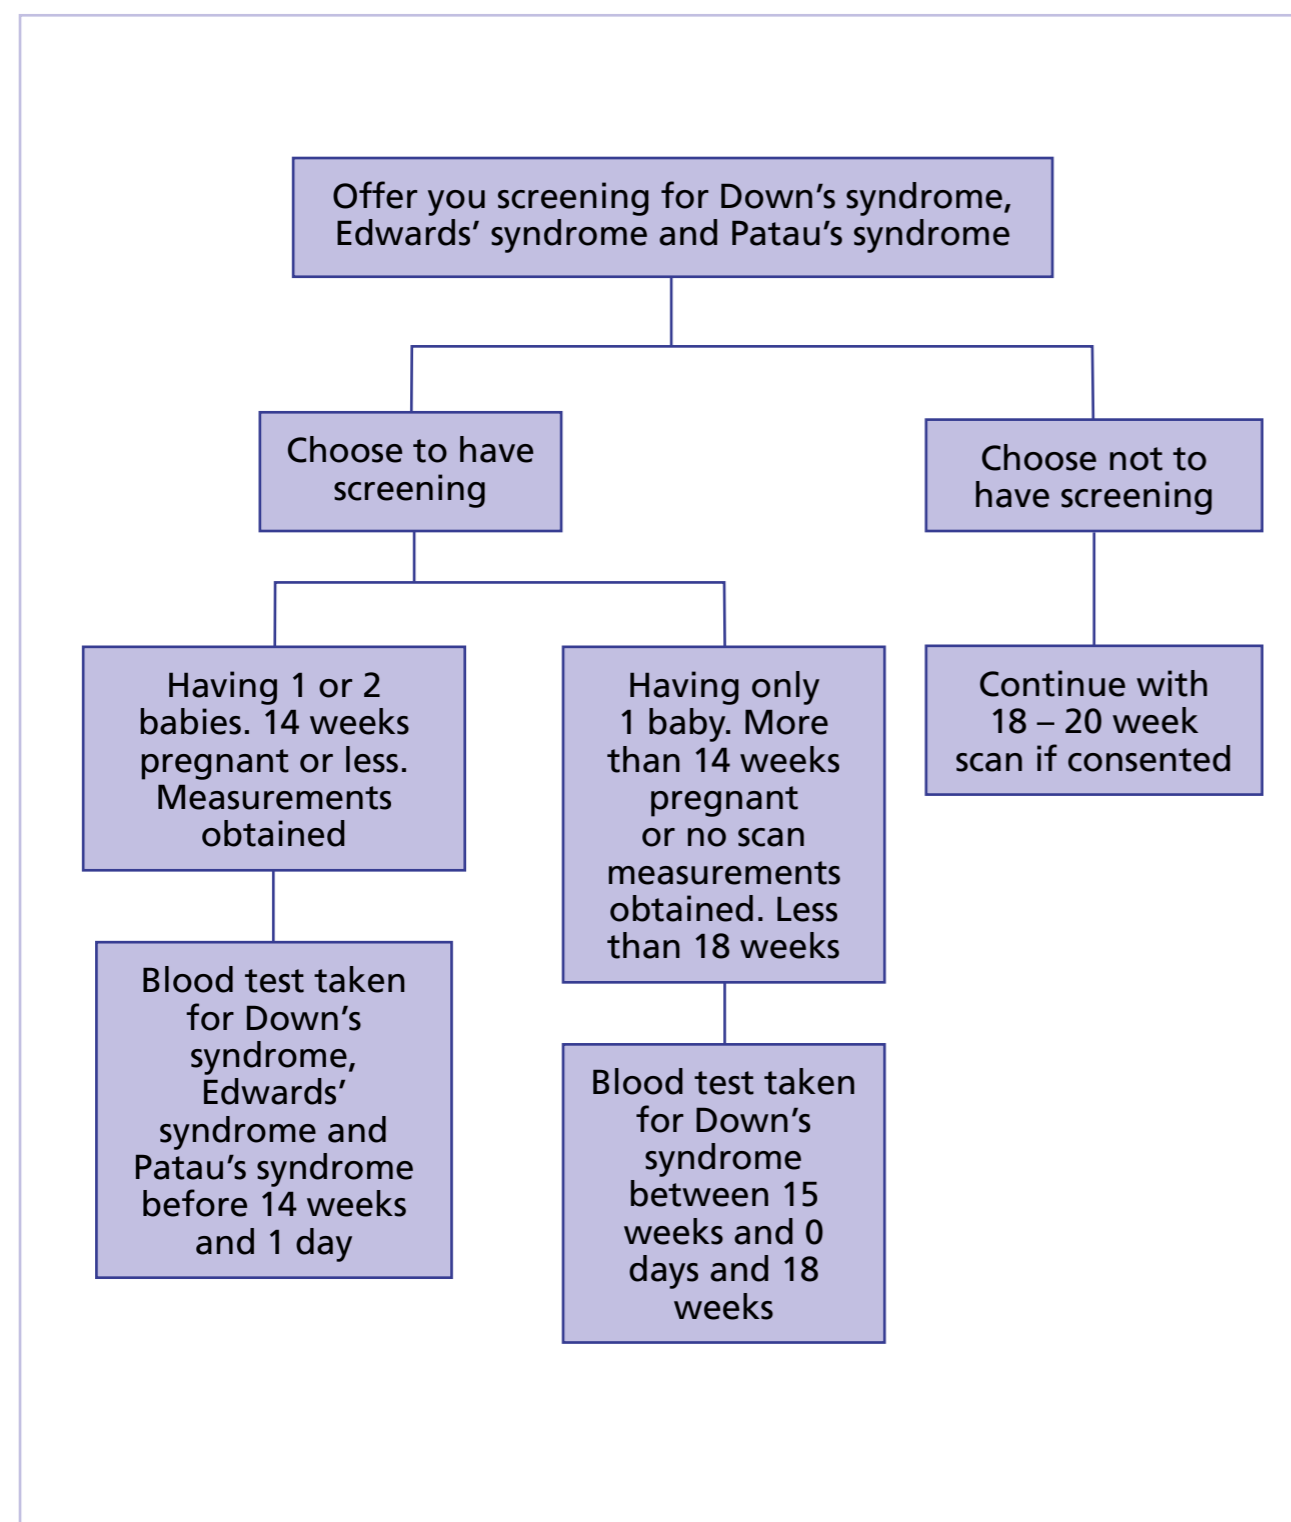 Offer you screening for Down’s syndrome,
Edwards’ syndrome and Patau’s syndrome
Choose to have
screening
Choose not to
have screening
Having 1 or 2
babies. 14 weeks
pregnant or less.
Measurements
obtained
Having only
1 baby. More
than 14 weeks
pregnant
or no scan
measurements
obtained. Less
than 18 weeks
Continue with
18 – 20 week
scan if consented
Blood test taken
for Down’s
syndrome,
Edwards’
syndrome and
Patau’s syndrome
before 14 weeks
and 1 day
Blood test taken
for Down’s
syndrome
between 15
weeks and 0
days and 18
weeks